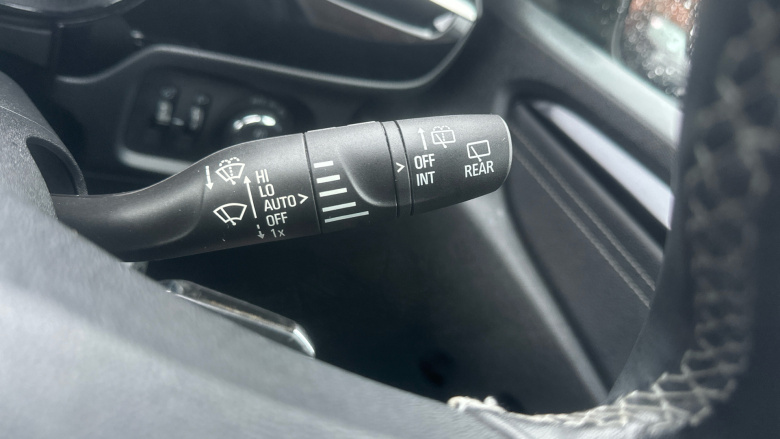 HI
LO
AUTO
OFF
1x
OFF
INT
REAR